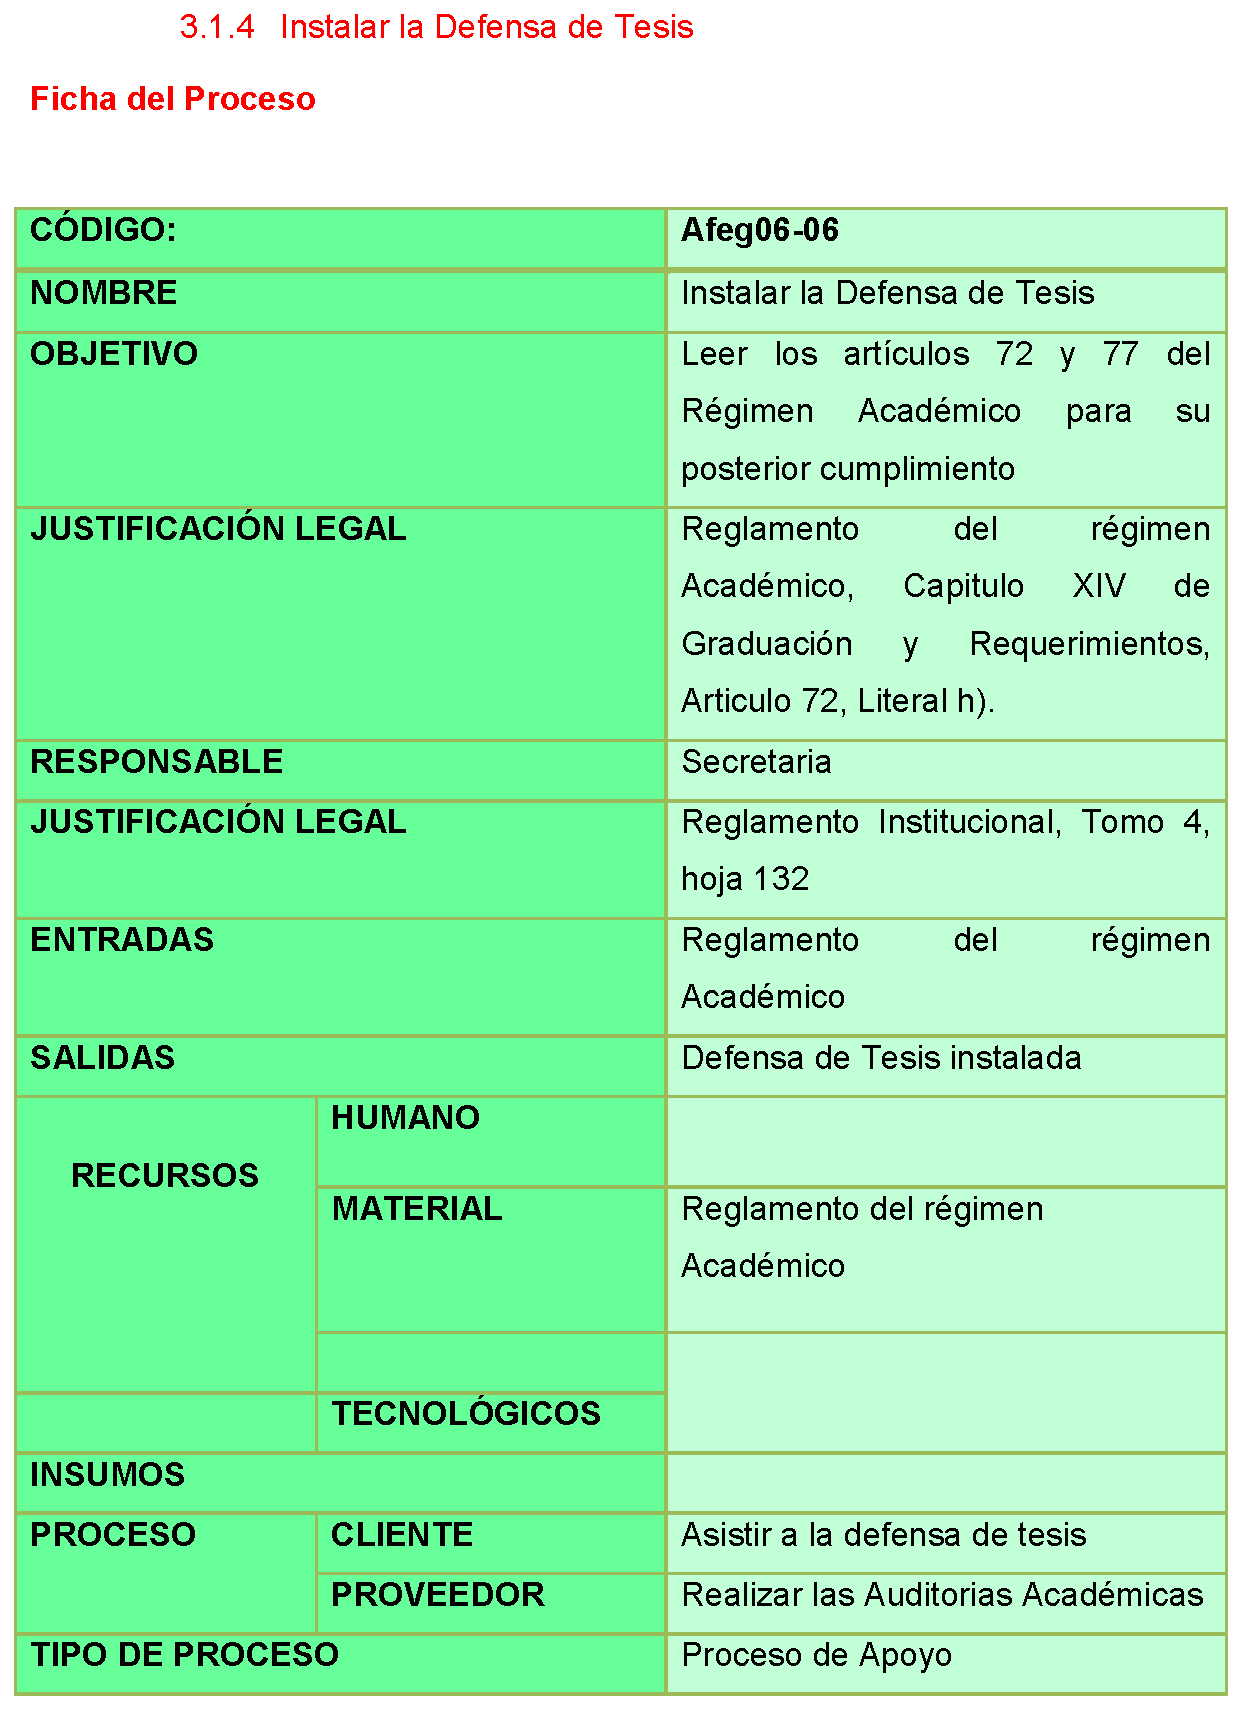 3.1.4 Instalar la Defensa de Tesis
Ficha del Proceso
CÓDIGO: Afeg06-06
NOMBRE Instalar la Defensa de Tesis
OBJETIVO Leer los artículos 72 y 77 del
Régimen Académico para su
posterior cumplimiento
JUSTIFICACIÓN LEGAL Reglamento del régimen
Académico, Capitulo XIV de
Graduación y Requerimientos,
Articulo 72, Literal h).
RESPONSABLE Secretaria
JUSTIFICACIÓN LEGAL Reglamento Institucional, Tomo 4,
hoja 132
ENTRADAS Reglamento del régimen
Académico
SALIDAS Defensa de Tesis instalada
HUMANO
RECURSOS
MATERIAL Reglamento del régimen
Académico
TECNOLÓGICOS
INSUMOS
PROCESO CLIENTE Asistir a la defensa de tesis
PROVEEDOR Realizar las Auditorias Académicas
TIPO DE PROCESO Proceso de Apoyo